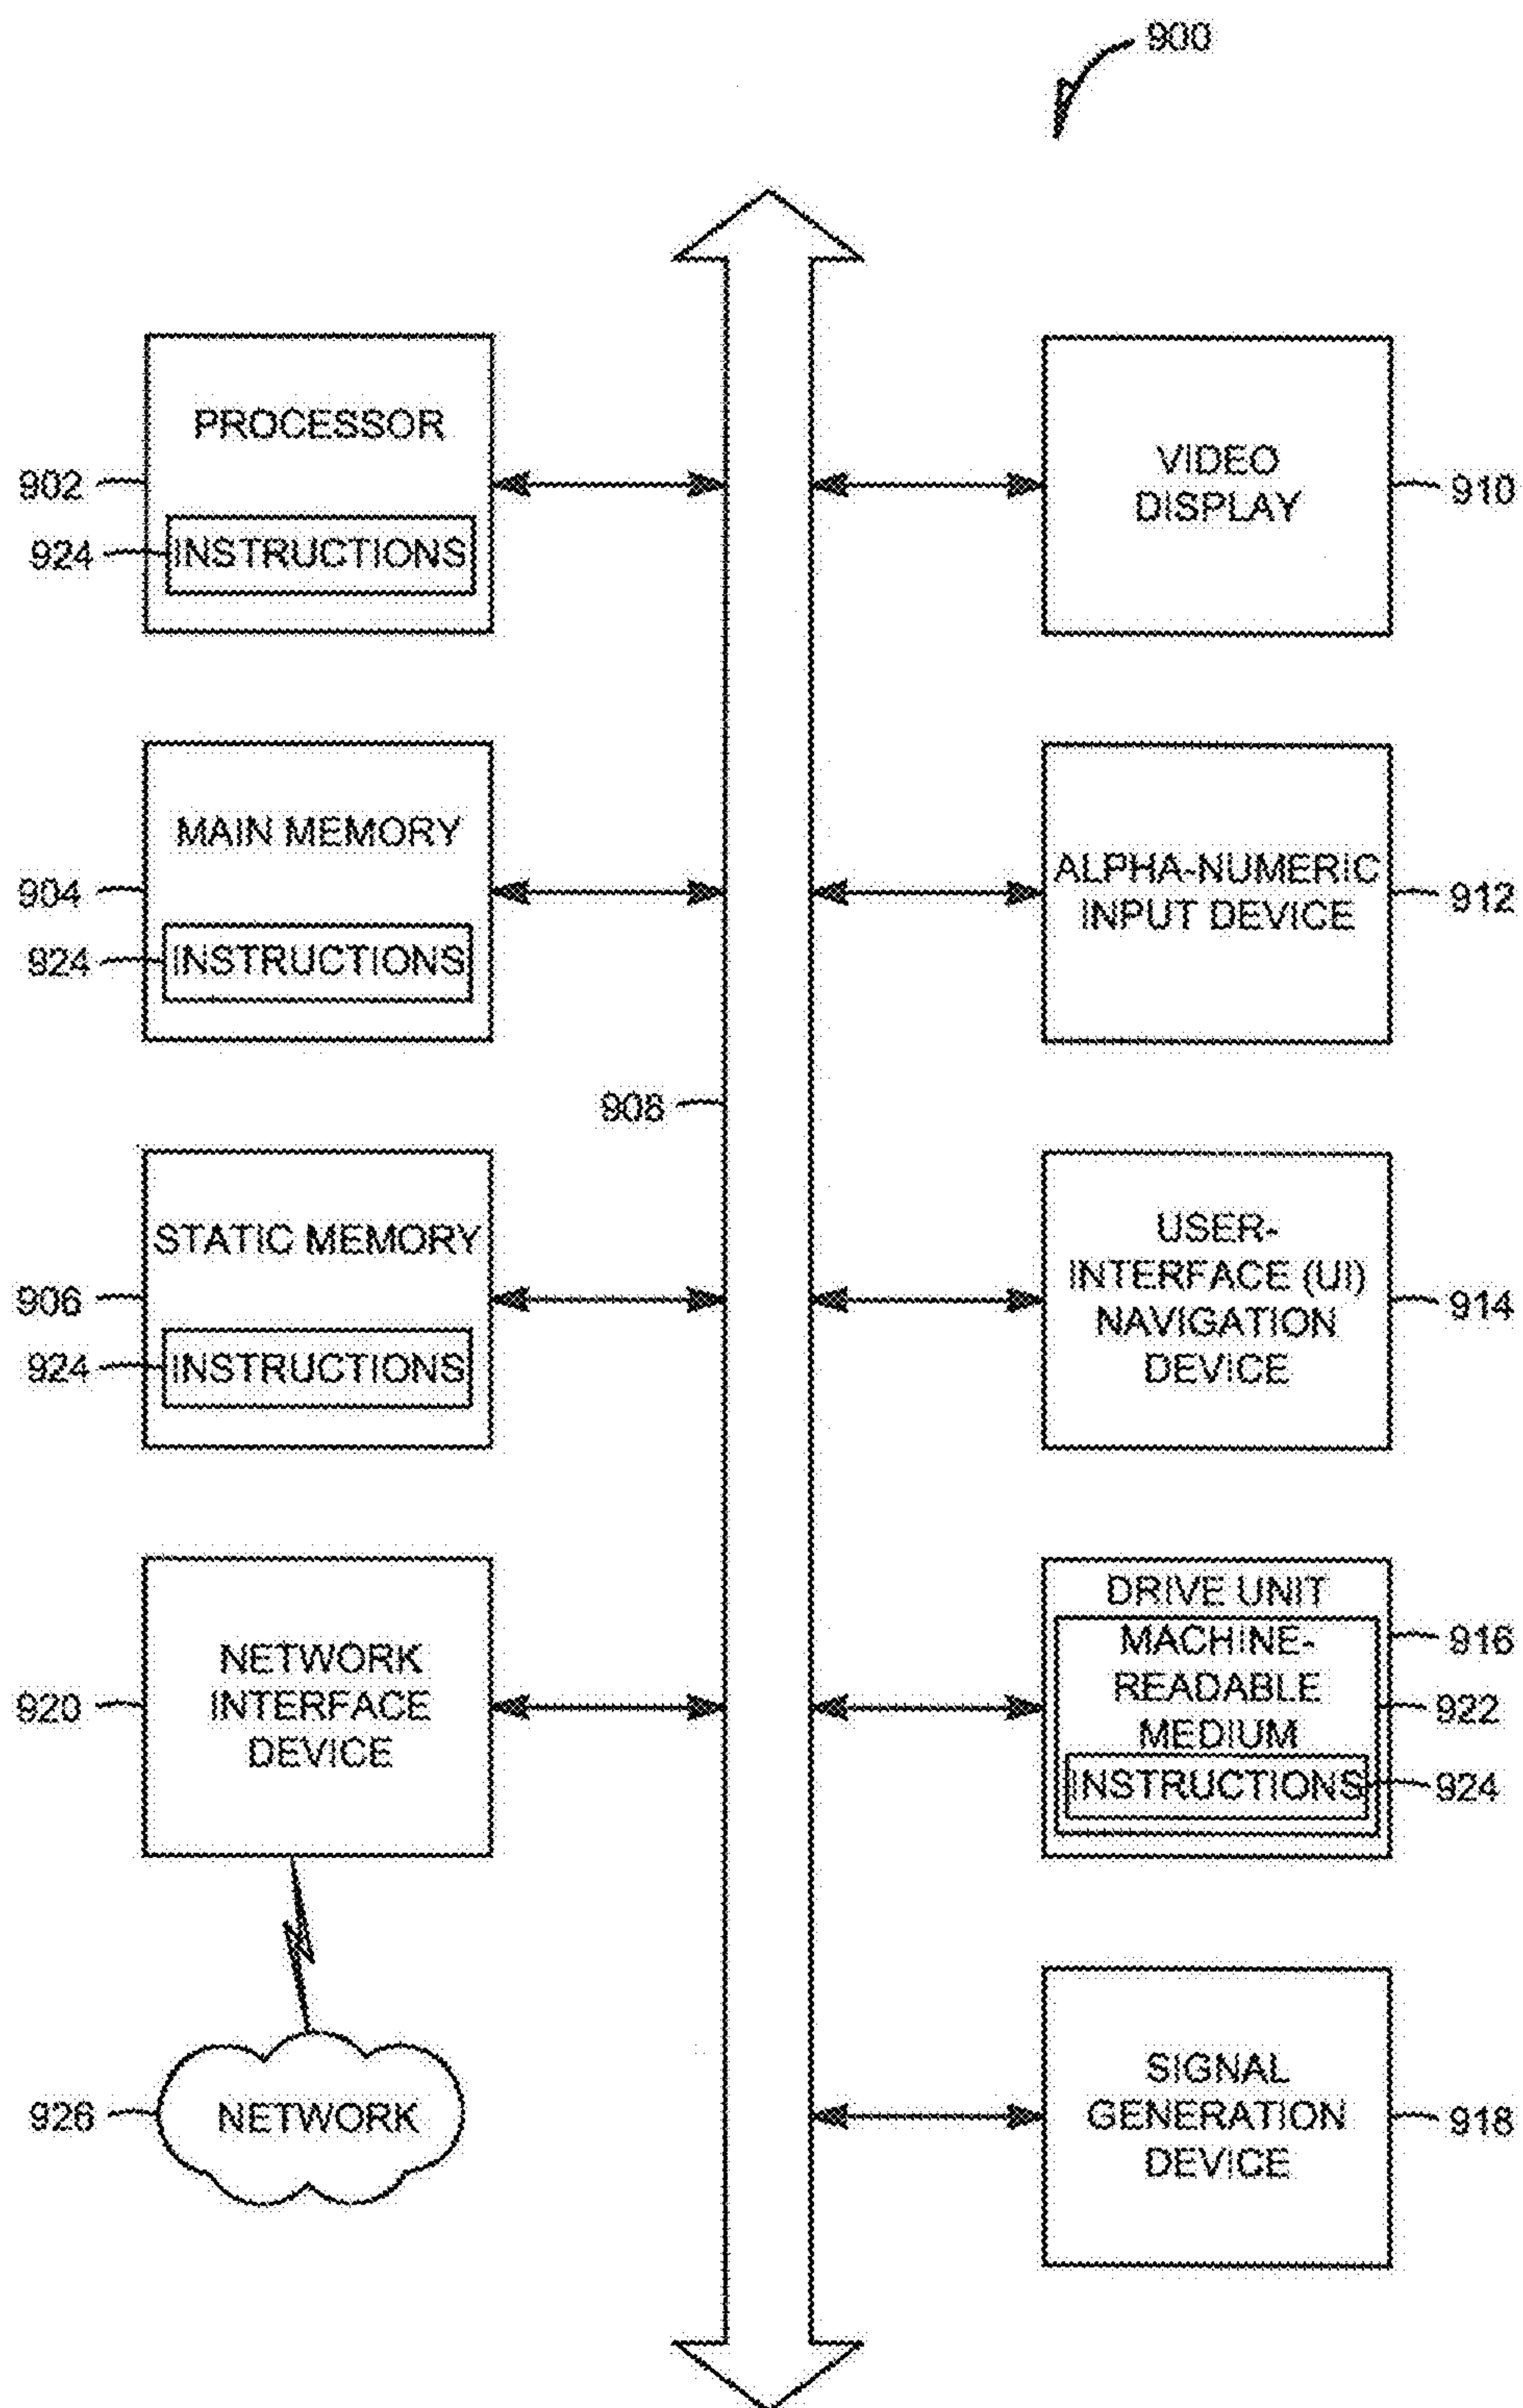 900
PROCESSOR
902
924
INSTRUCTIONS
VIDEO
DISPLAY
910
MAIN MEMORY
904
924
INSTRUCTIONS
ALPHA-NUMERIC
INPUT DEVICE
912
908
STATIC MEMORY
906
924
INSTRUCTIONS
USER-
INTERFACE (UI)
NAVIGATION
DEVICE
914
NETWORK
INTERFACE
DEVICE
920
DRIVE UNIT
916
MACHINE-
READABLE
MEDIUM
922
INSTRUCTIONS
924
NETWORK
926
SIGNAL
GENERATION
DEVICE
918